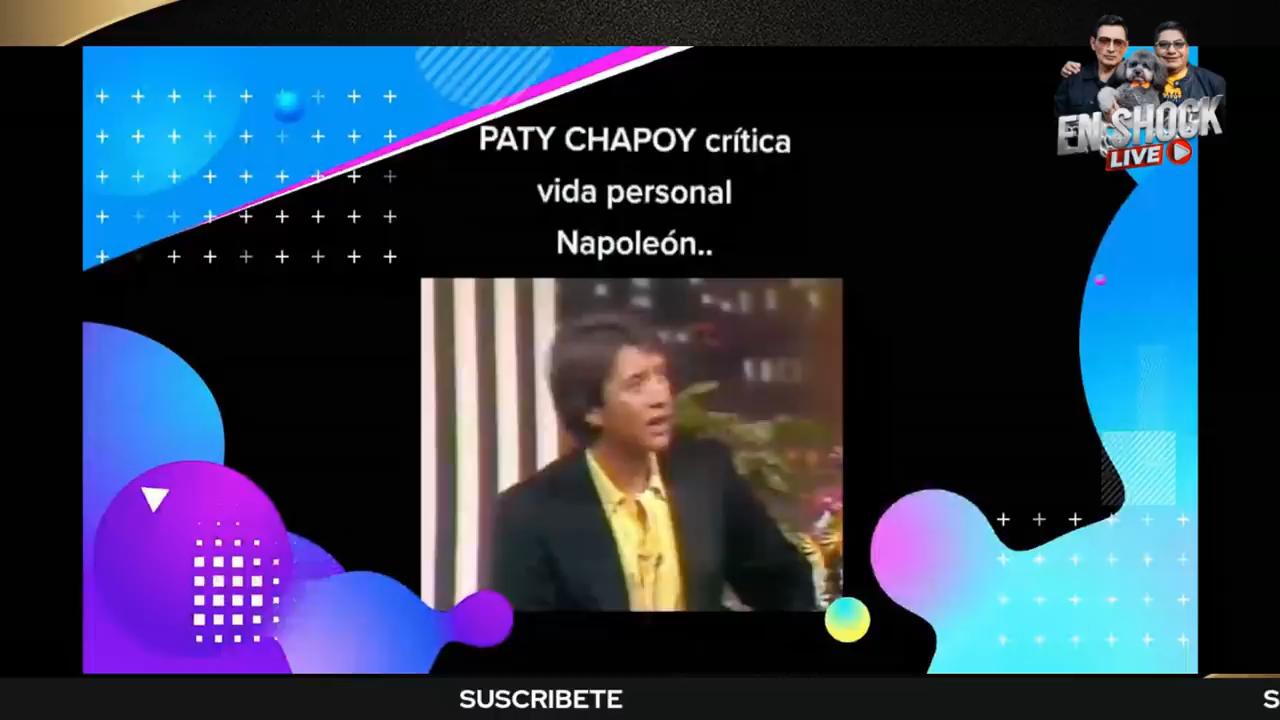 EN SHOCK
LIVE
PATY CHAPOY crítica
vida personal
Napoleón..
SUSCRIBETE
S